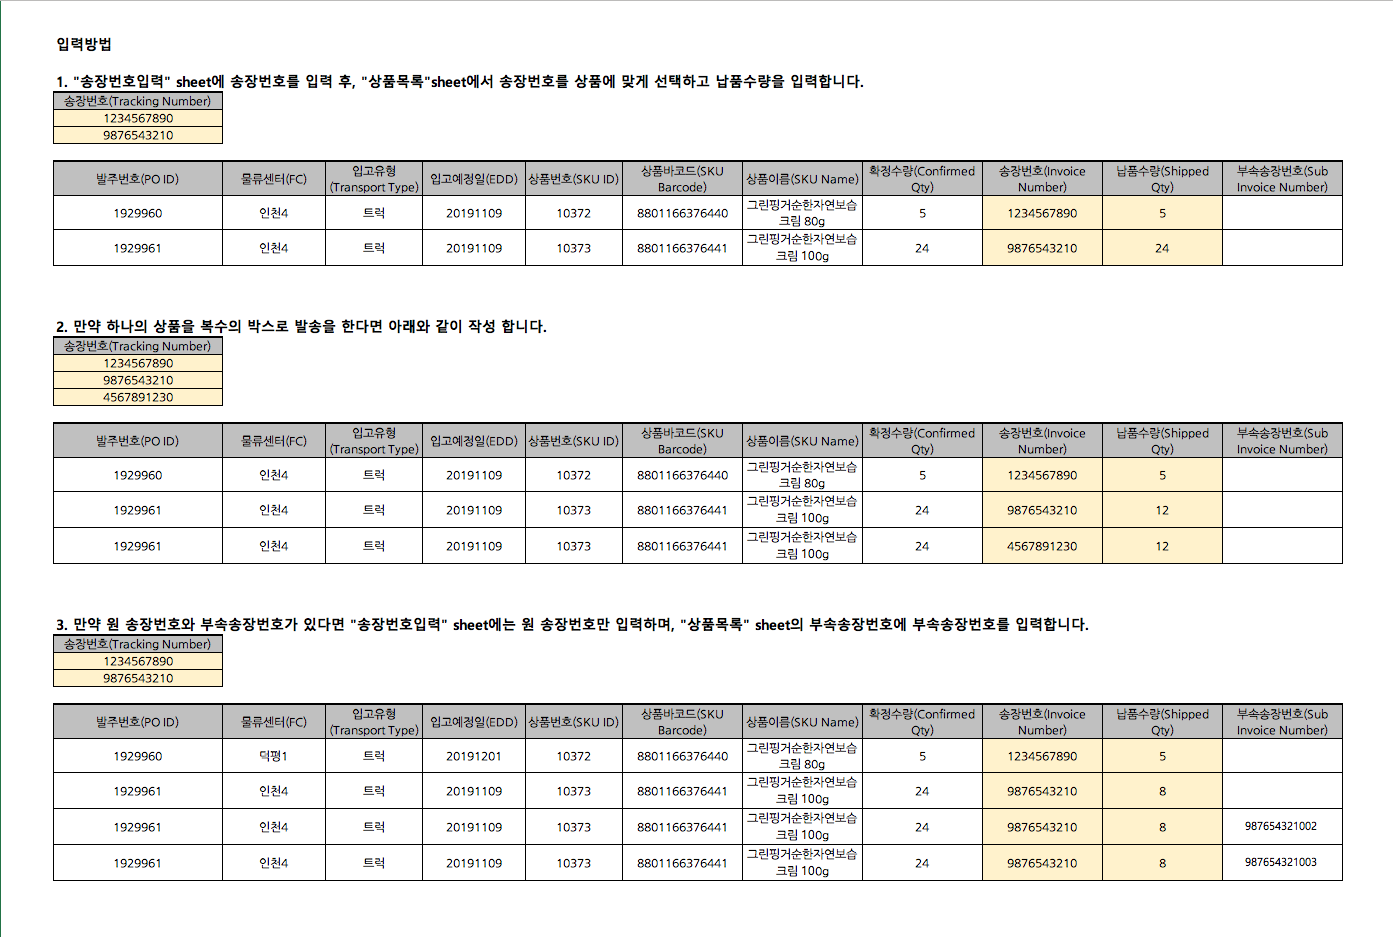 입력방법
1. "송장번호입력" sheet에 송장번호를 입력 후, "상품목록"sheet에서 송장번호를 상품에 맞게 선택하고 납품수량을 입력합니다.
송장번호(Tracking Number)
1234567890
9876543210
발주번호(PO ID) 물류센터(FC) 입고유형(Transport Type) 입고예정일(EDD) 상품번호(SKU ID) 상품바코드(SKU Barcode) 상품이름(SKU Name) 확정수량(Confirmed Qty) 송장번호(Invoice Number) 납품수량(Shipped Qty) 부속송장번호(Sub Invoice Number)
1929960 인천4 트럭 20191109 10372 8801166376440 그린핑거순한자연보습크림 80g 5 1234567890 5
1929961 인천4 트럭 20191109 10373 8801166376441 그린핑거순한자연보습크림 100g 24 9876543210 24
2. 만약 하나의 상품을 복수의 박스로 발송을 한다면 아래와 같이 작성 합니다.
송장번호(Tracking Number)
1234567890
9876543210
4567891230
발주번호(PO ID) 물류센터(FC) 입고유형(Transport Type) 입고예정일(EDD) 상품번호(SKU ID) 상품바코드(SKU Barcode) 상품이름(SKU Name) 확정수량(Confirmed Qty) 송장번호(Invoice Number) 납품수량(Shipped Qty) 부속송장번호(Sub Invoice Number)
1929960 인천4 트럭 20191109 10372 8801166376440 그린핑거순한자연보습크림 80g 5 1234567890 5
1929961 인천4 트럭 20191109 10373 8801166376441 그린핑거순한자연보습크림 100g 24 9876543210 12
1929961 인천4 트럭 20191109 10373 8801166376441 그린핑거순한자연보습크림 100g 24 4567891230 12
3. 만약 원 송장번호와 부속송장번호가 있다면 "송장번호입력" sheet에는 원 송장번호만 입력하며, "상품목록" sheet의 부속송장번호에 부속송장번호를 입력합니다.
송장번호(Tracking Number)
1234567890
9876543210
발주번호(PO ID) 물류센터(FC) 입고유형(Transport Type) 입고예정일(EDD) 상품번호(SKU ID) 상품바코드(SKU Barcode) 상품이름(SKU Name) 확정수량(Confirmed Qty) 송장번호(Invoice Number) 납품수량(Shipped Qty) 부속송장번호(Sub Invoice Number)
1929960 덕평1 트럭 20191201 10372 8801166376440 그린핑거순한자연보습크림 80g 5 1234567890 5
1929961 인천4 트럭 20191109 10373 8801166376441 그린핑거순한자연보습크림 100g 24 9876543210 8
1929961 인천4 트럭 20191109 10373 8801166376441 그린핑거순한자연보습크림 100g 24 9876543210 8 987654321002
1929961 인천4 트럭 20191109 10373 8801166376441 그린핑거순한자연보습크림 100g 24 9876543210 8 987654321003